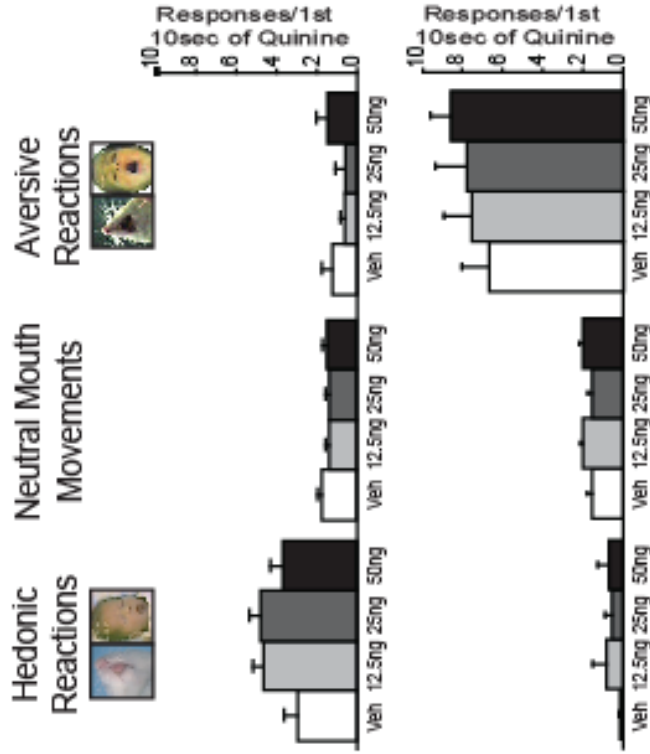 Hedonic
Reactions
Neutral Mouth
Movements
Aversive
Reactions
Responses/1st
10sec of Quinine
10
8
6
4
2
0
Veh 12.5ng 25ng 50ng
Veh 12.5ng 25ng 50ng
Veh 12.5ng 25ng 50ng
Responses/1st
10sec of Quinine
10
8
6
4
2
0
Veh 12.5ng 25ng 50ng
Veh 12.5ng 25ng 50ng
Veh 12.5ng 25ng 50ng